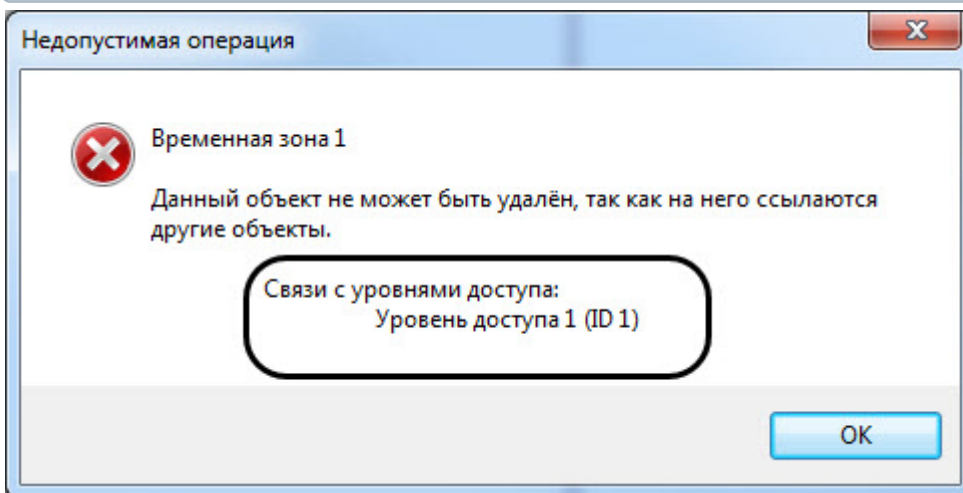 Недопустимая операция
Временная зона 1
Данный объект не может быть удалён, так как на него ссылаются
другие объекты.
Связи с уровнями доступа:
Уровень доступа 1 (ID 1)
OK